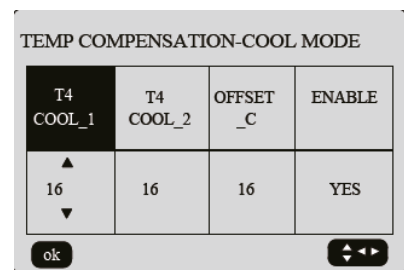 TEMP COMPENSATION-COOL MODE
T4 T4 OFFSET ENABLE
COOL_1 COOL_2 _C
16 16 16 YES
ok